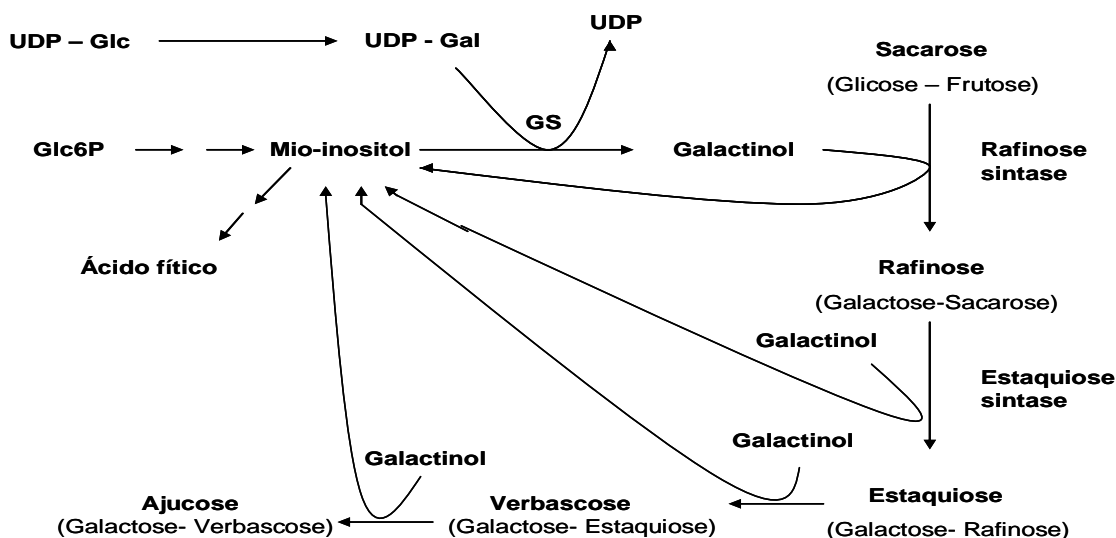 UDP – Glc
UDP - Gal
UDP
Sacarose
(Glicose – Frutose)
GS
Glc6P
Mio-inositol
Galactinol
Rafinose
sintase
Ácido fítico
Rafinose
(Galactose-Sacarose)
Galactinol
Estaquiose
sintase
Galactinol
Galactinol
Ajucose
(Galactose- Verbascose)
Verbascose
(Galactose- Estaquiose)
Estaquiose
(Galactose- Rafinose)